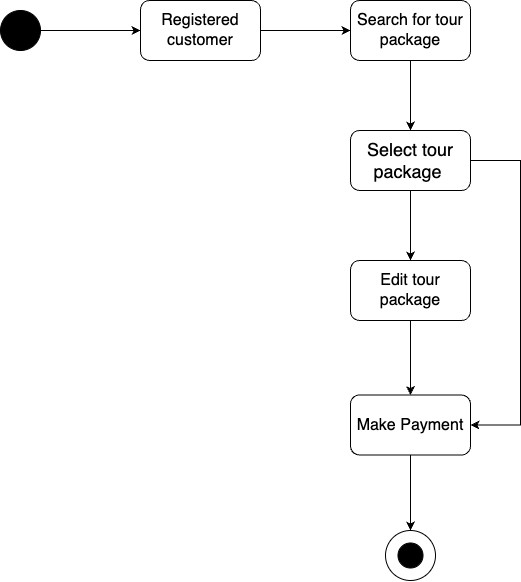 Registered
customer
Search for tour
package
Select tour
package
Edit tour
package
Make Payment